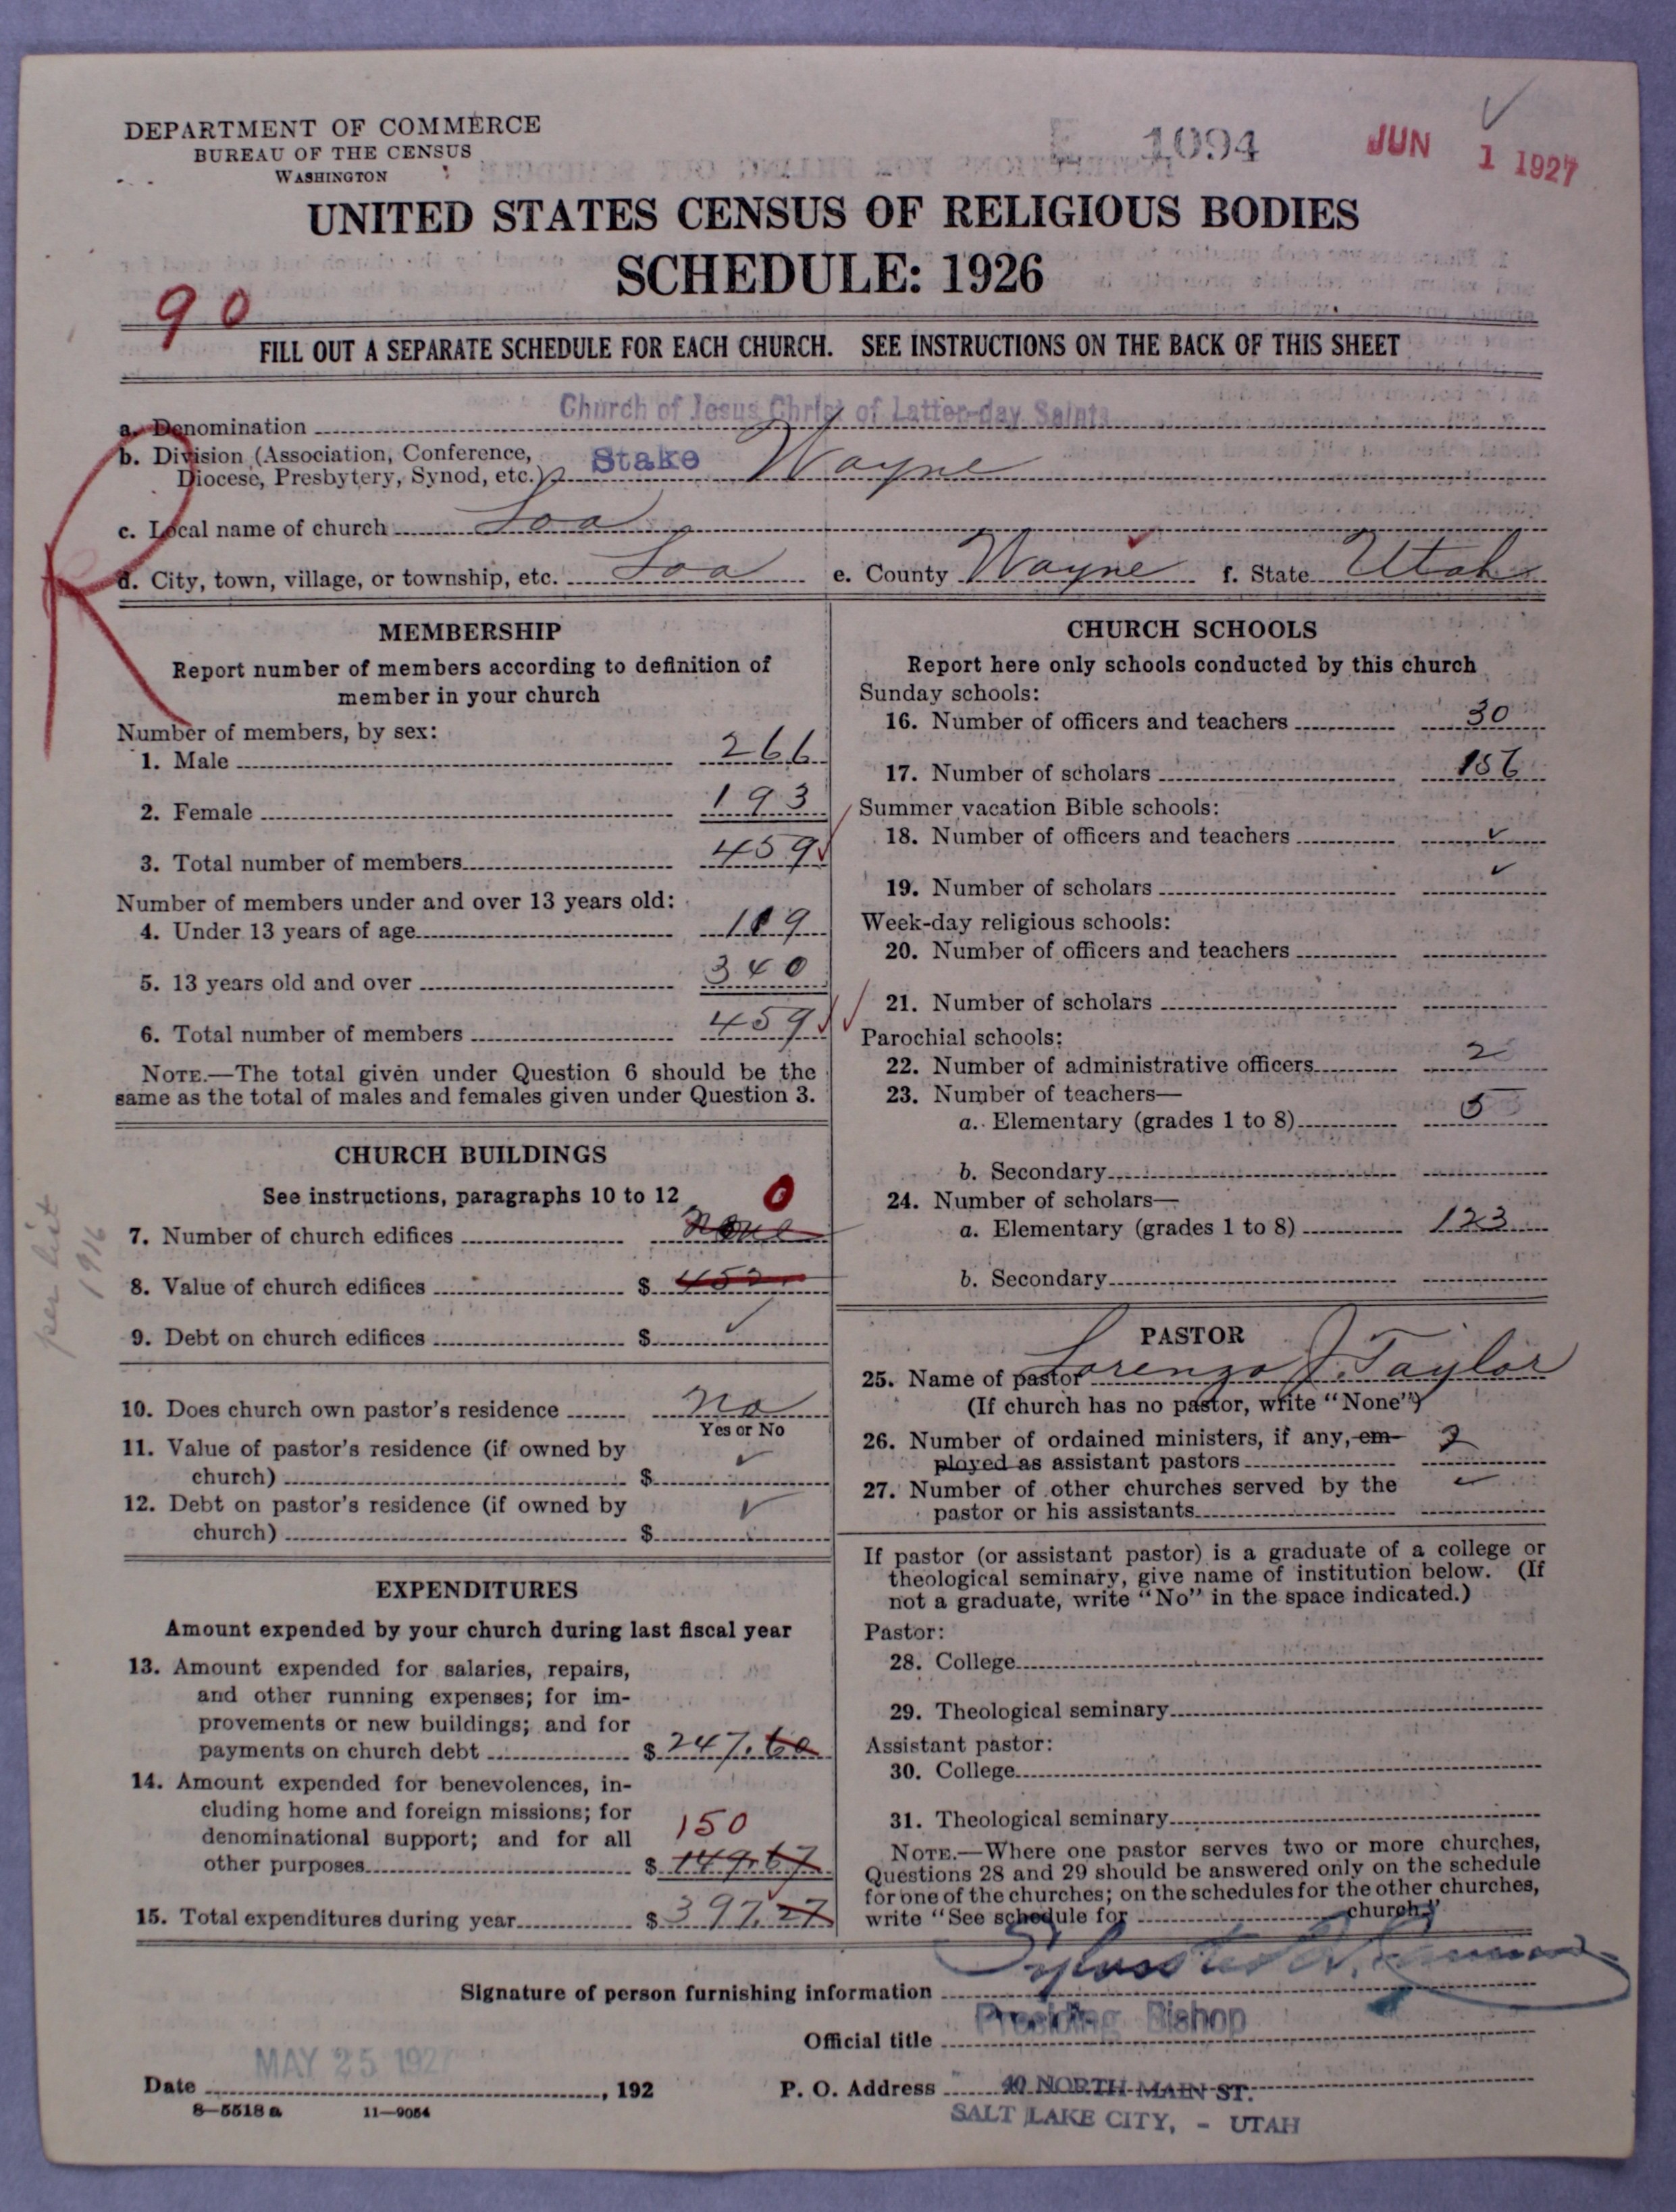 DEPARTMENT OF COMMERCE
BUREAU OF THE CENSUS
WASHINGTON
1094
JUN 1 1927
UNITED STATES CENSUS OF RELIGIOUS BODIES
SCHEDULE: 1926
90
FILL OUT A SEPARATE SCHEDULE FOR EACH CHURCH. SEE INSTRUCTIONS ON THE BACK OF THIS SHEET
R
a. Denomination Church of Jesus Christ of Latter-day Saints
b. Division (Association, Conference, Diocese, Presbytery, Synod, etc.) Stake Wayne
c. Local name of church Loa
d. City, town, village, or township, etc. Loa e. County Wayne f. State Utah
MEMBERSHIP
Report number of members according to definition of
member in your church
Number of members, by sex:
1. Male 266
2. Female 193
3. Total number of members 459
Number of members under and over 13 years old:
4. Under 13 years of age 119
5. 13 years old and over 340
6. Total number of members 459
NOTE.—The total given under Question 6 should be the
same as the total of males and females given under Question 3.
CHURCH BUILDINGS
See instructions, paragraphs 10 to 12
0
7. Number of church edifices none
8. Value of church edifices $
9. Debt on church edifices $
per list
1916
10. Does church own pastor's residence no
Yes or No
11. Value of pastor's residence (if owned by
church) $
12. Debt on pastor's residence (if owned by
church) $
EXPENDITURES
Amount expended by your church during last fiscal year
13. Amount expended for salaries, repairs,
and other running expenses; for im-
provements or new buildings; and for
payments on church debt $ 247.60
14. Amount expended for benevolences, in-
cluding home and foreign missions; for
denominational support; and for all 150
other purposes $ 149.67
15. Total expenditures during year $ 397.27
CHURCH SCHOOLS
Report here only schools conducted by this church
Sunday schools:
16. Number of officers and teachers 30
17. Number of scholars 156
Summer vacation Bible schools:
18. Number of officers and teachers
19. Number of scholars
Week-day religious schools:
20. Number of officers and teachers
21. Number of scholars
Parochial schools:
22. Number of administrative officers 2
23. Number of teachers—
a. Elementary (grades 1 to 8) 5
b. Secondary
24. Number of scholars—
a. Elementary (grades 1 to 8) 123
b. Secondary
PASTOR
25. Name of pastor Lorenzo J. Taylor
(If church has no pastor, write "None")
26. Number of ordained ministers, if any, em- 2
ployed as assistant pastors
27. Number of other churches served by the
pastor or his assistants
If pastor (or assistant pastor) is a graduate of a college or
theological seminary, give name of institution below. (If
not a graduate, write "No" in the space indicated.)
Pastor:
28. College
29. Theological seminary
Assistant pastor:
30. College
31. Theological seminary
NOTE.—Where one pastor serves two or more churches,
Questions 28 and 29 should be answered only on the schedule
for one of the churches; on the schedules for the other churches,
write "See schedule for church."
Signature of person furnishing information
Official title Presiding Bishop
Date MAY 25 1927, 192
P. O. Address 40 NORTH MAIN ST.
8—5518 a 11—9054
SALT LAKE CITY, - UTAH